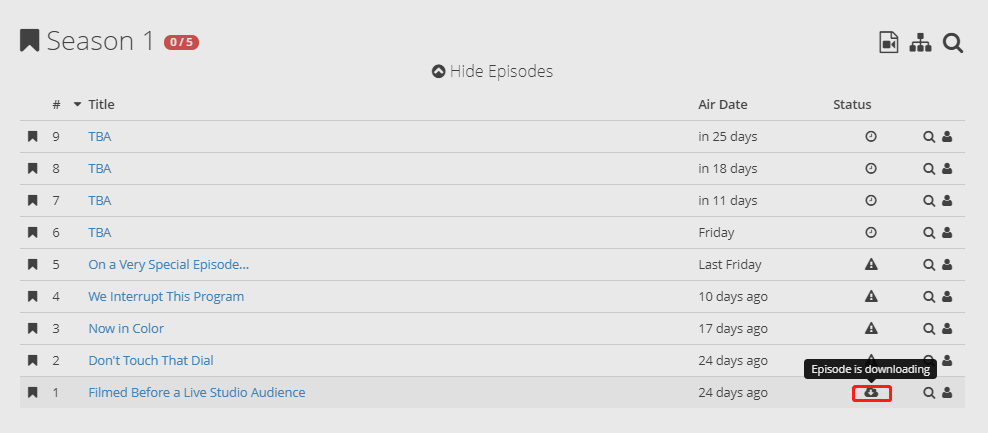 Season 1 0 / 5
Hide Episodes
# Title Air Date Status
9 TBA in 25 days
8 TBA in 18 days
7 TBA in 11 days
6 TBA Friday
5 On a Very Special Episode... Last Friday
4 We Interrupt This Program 10 days ago
3 Now in Color 17 days ago
2 Don't Touch That Dial 24 days ago
Episode is downloading
1 Filmed Before a Live Studio Audience 24 days ago